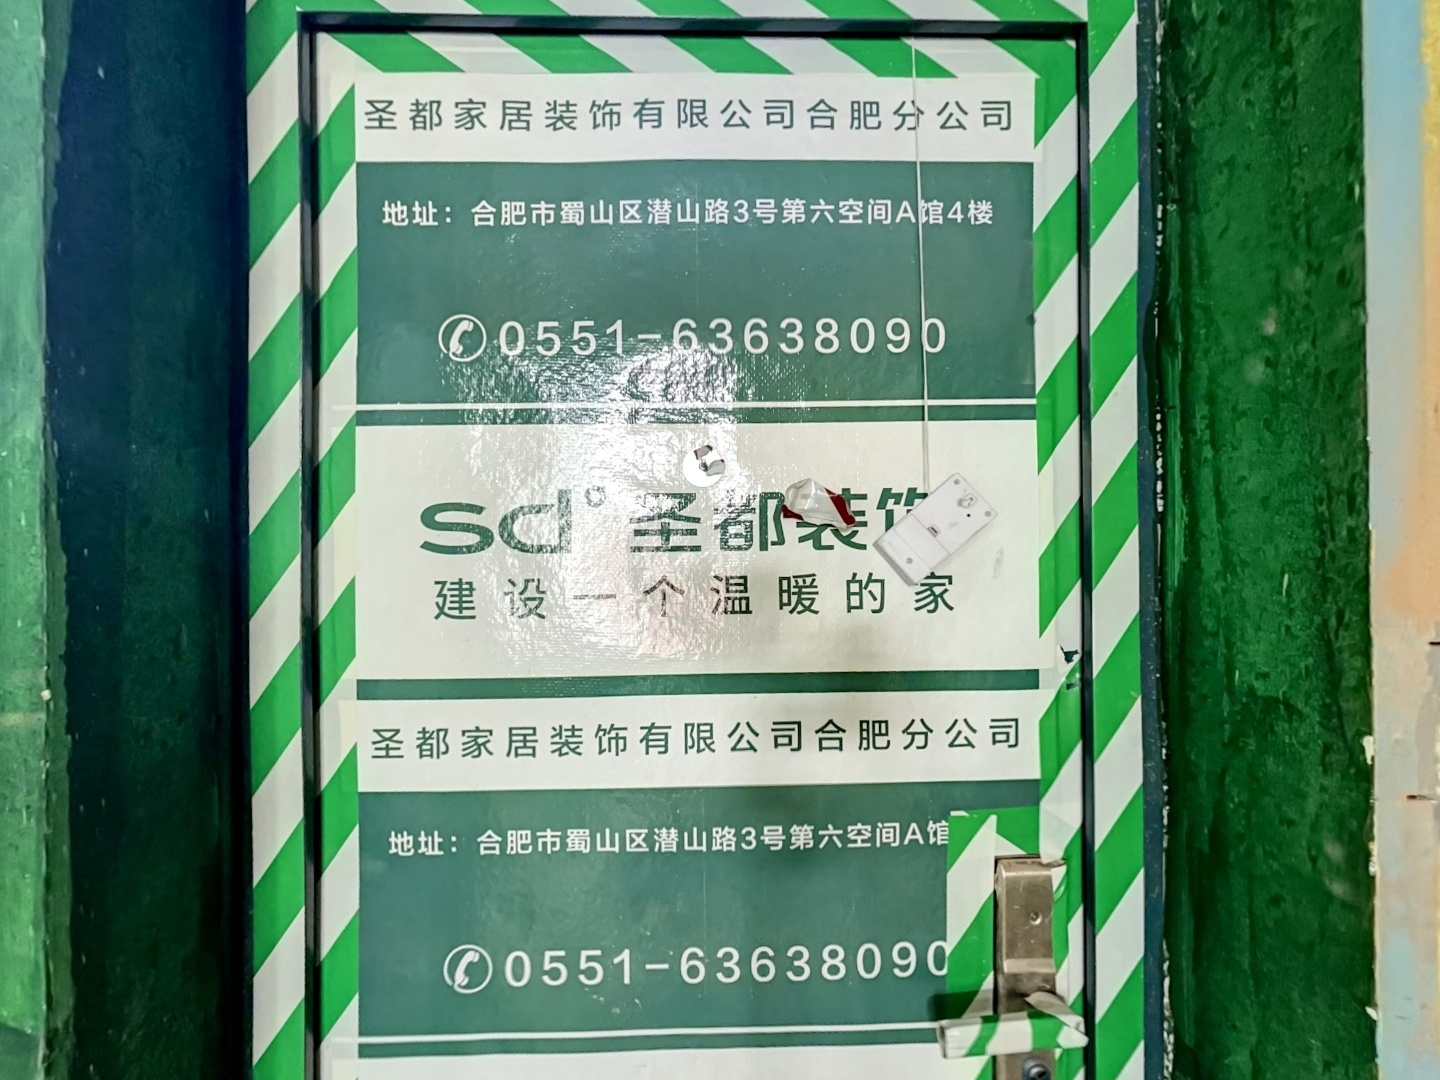 圣都家居装饰有限公司合肥分公司
地址：合肥市蜀山区潜山路3号第六空间A馆4楼
0551-63638090
sd 圣都装饰
建设一个温暖的家
圣都家居装饰有限公司合肥分公司
地址：合肥市蜀山区潜山路3号第六空间A馆
0551-63638090